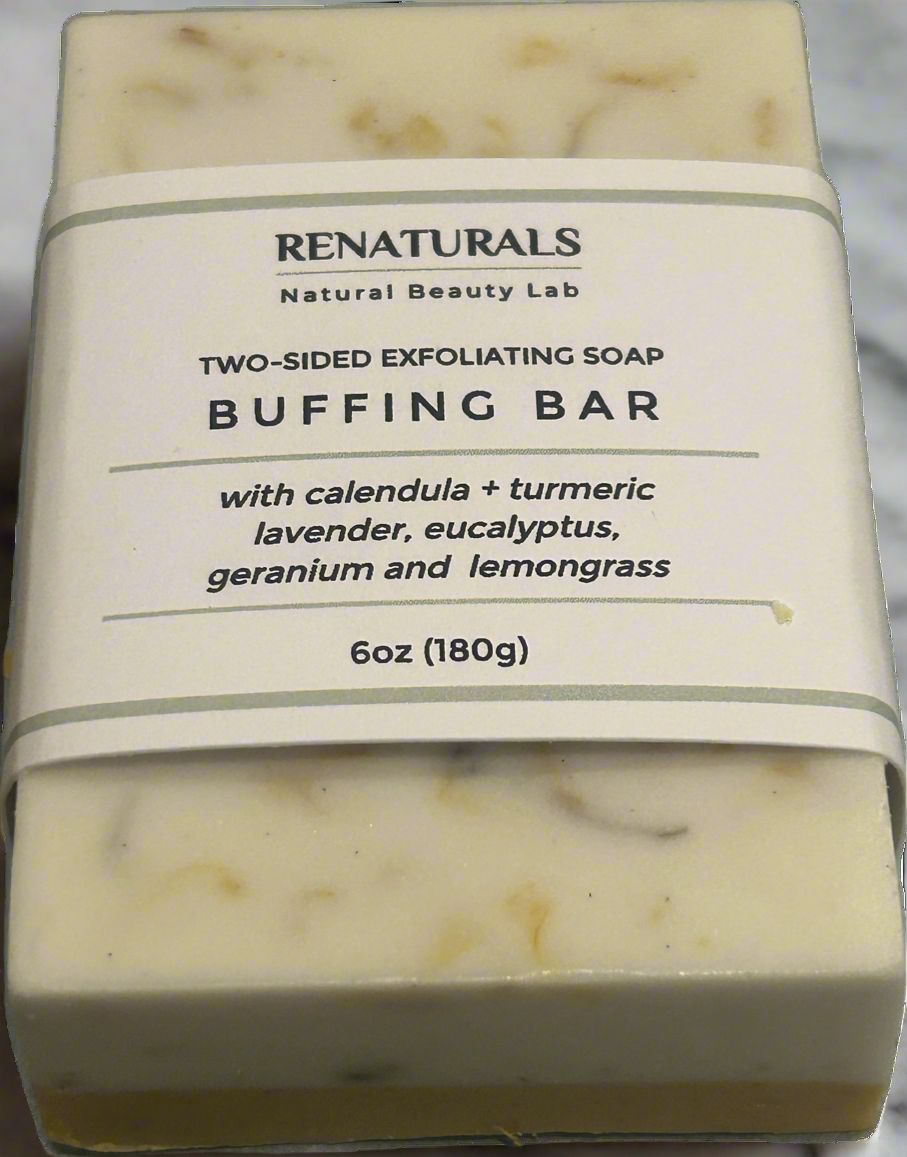 RENATURALS
Natural Beauty Lab
TWO-SIDED EXFOLIATING SOAP
BUFFING BAR
with calendula + turmeric
lavender, eucalyptus,
geranium and lemongrass
6oz (180g)